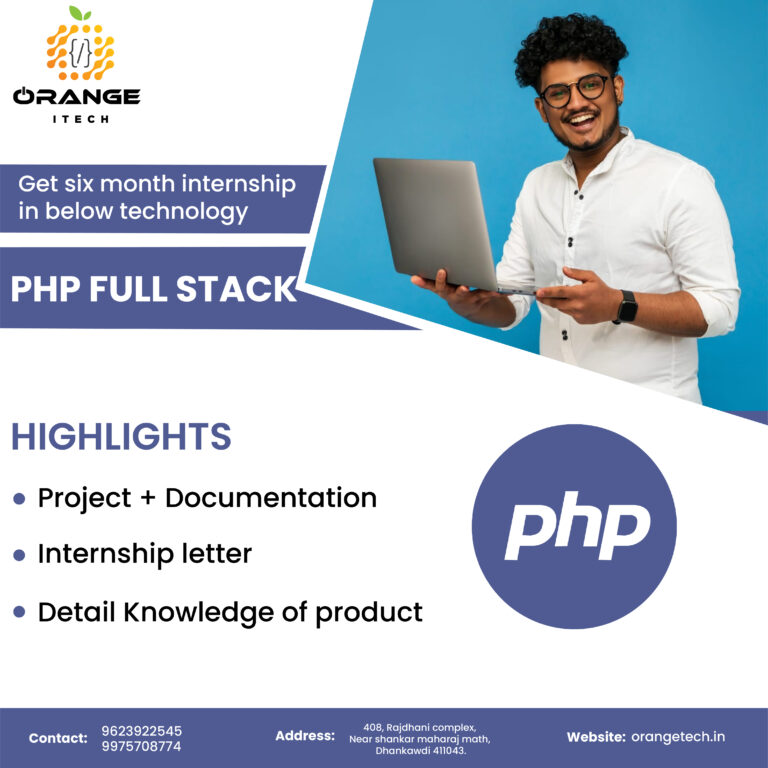 ORANGE
ITECH
Get six month internship
in below technology
PHP FULL STACK
HIGHLIGHTS
Project + Documentation
Internship letter
Detail Knowledge of product
php
Contact: 9623922545
9975708774
Address: 408, Rajdhani complex,
Near shankar maharaj math,
Dhankawdi 411043.
Website: orangetech.in